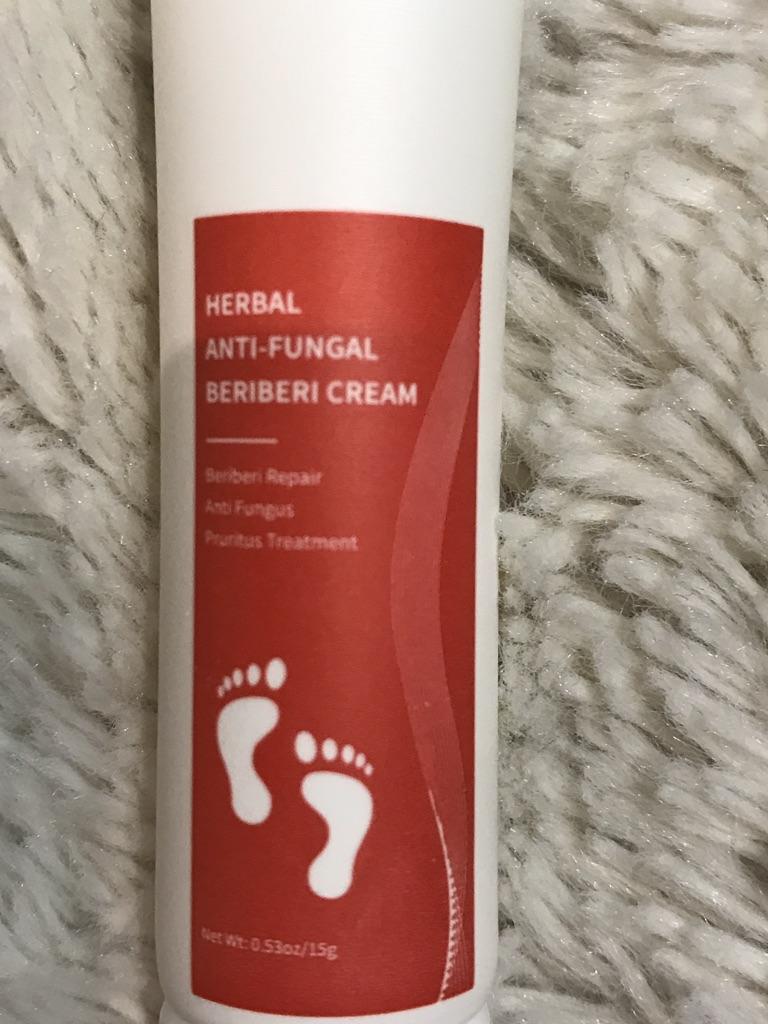 HERBAL
ANTI-FUNGAL
BERIBERI CREAM
Beriberi Repair
Anti Fungus
Pruritus Treatment
Net Wt: 0.53oz/15g